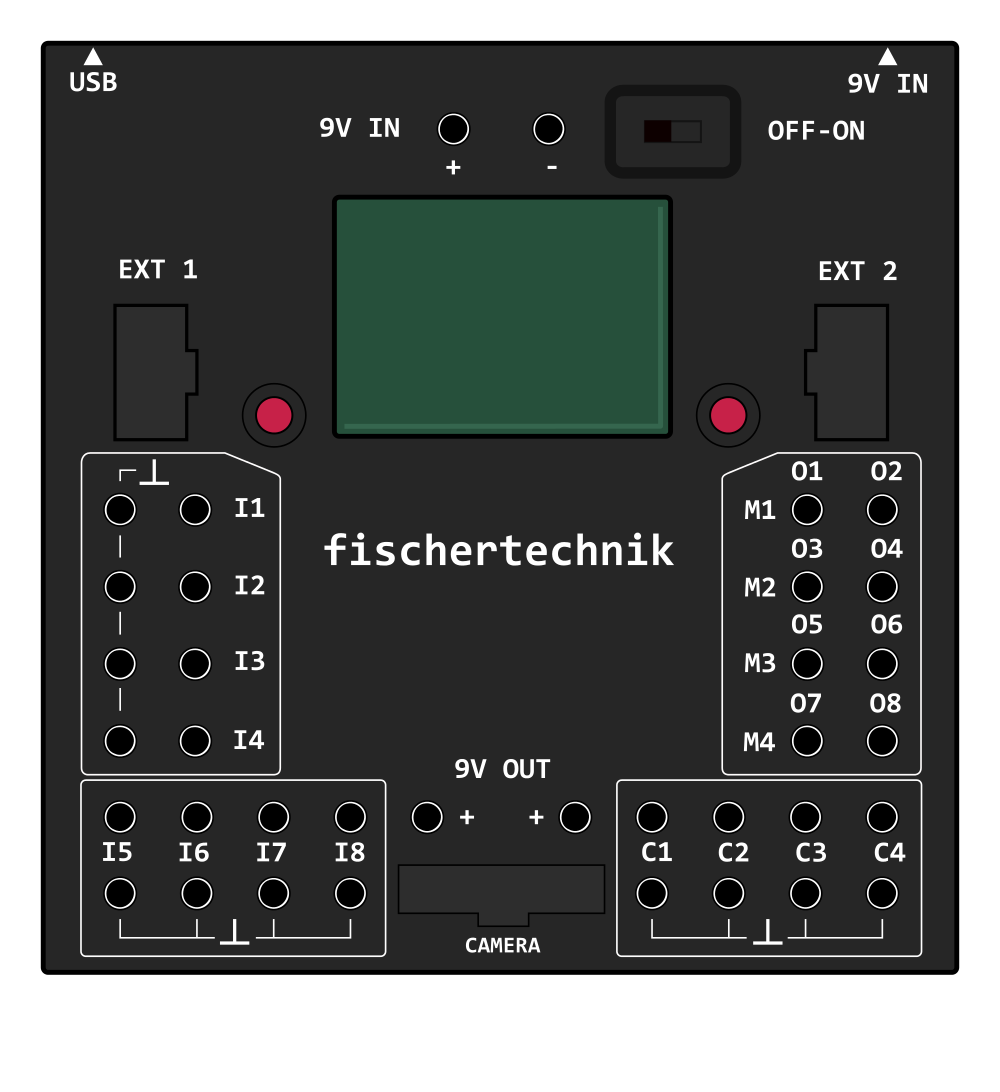 USB
9V IN
9V IN
OFF-ON
+ -
EXT 1
EXT 2
O1 O2
I1
M1
fischertechnik
O3 O4
I2
M2
O5 O6
I3
M3
O7 O8
I4
M4
9V OUT
+ +
I5 I6 I7 I8
C1 C2 C3 C4
CAMERA